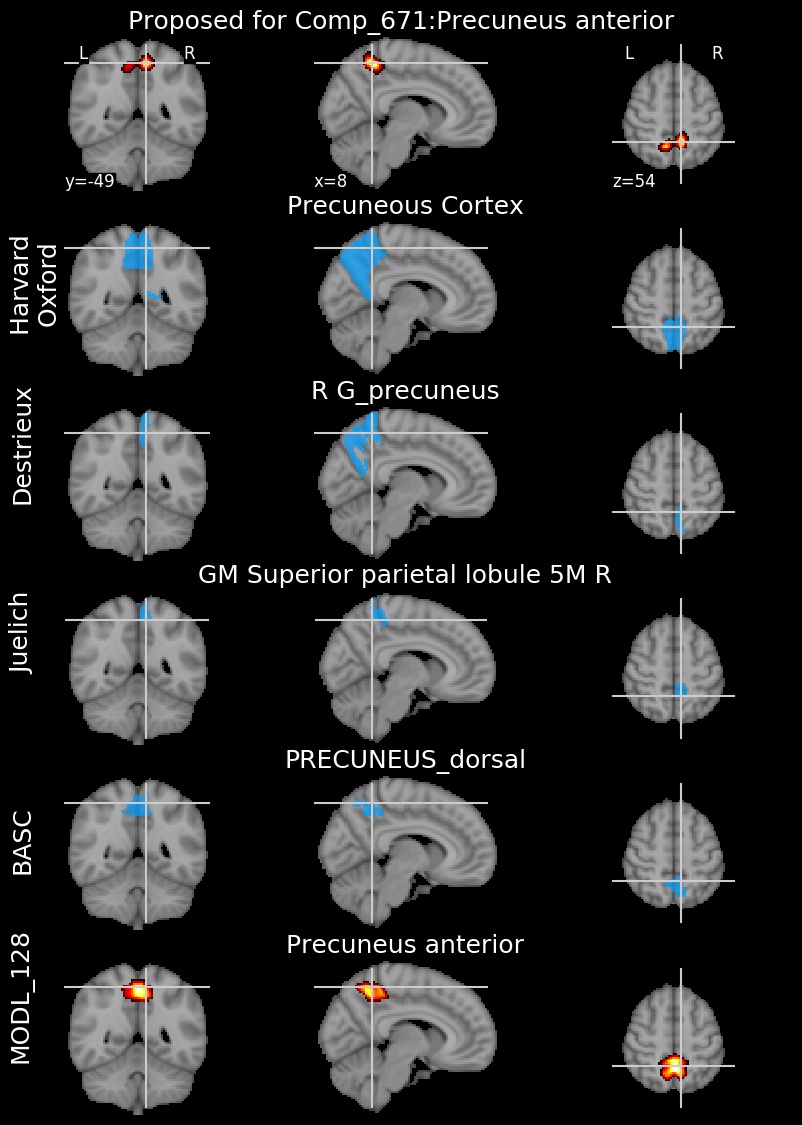 Proposed for Comp_671:Precuneus anterior
L R
L R
y=-49
x=8
z=54
Precuneous Cortex
Harvard
Oxford
R G_precuneus
Destrieux
GM Superior parietal lobule 5M R
Juelich
PRECUNEUS_dorsal
BASC
Precuneus anterior
MODL_128